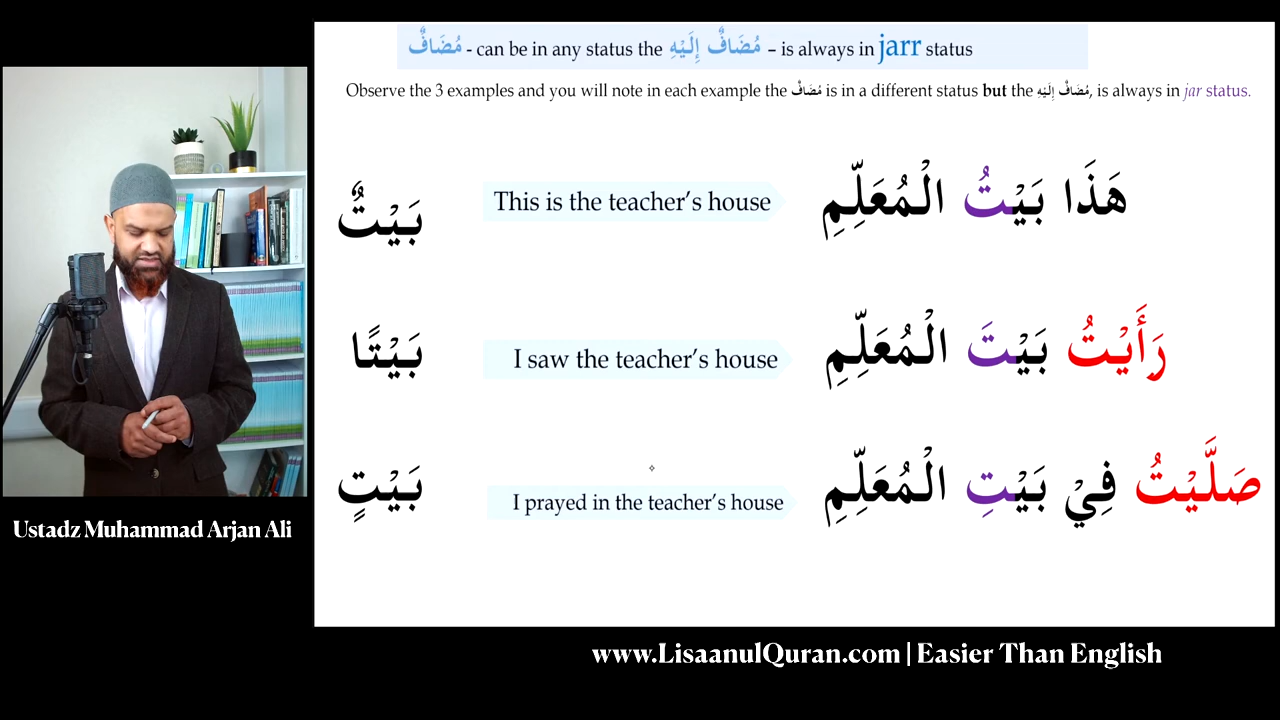 مُضَافٌ - can be in any status the مُضَافٌ إِلَيْهِ – is always in jarr status
Observe the 3 examples and you will note in each example the مُضَافٌ is in a different status but the مُضَافٌ إِلَيْهِ, is always in jar status.
هَذَا بَيْتُ الْمُعَلِّمِ
This is the teacher’s house
بَيْتٌ
رَأَيْتُ بَيْتَ الْمُعَلِّمِ
I saw the teacher’s house
بَيْتًا
صَلَّيْتُ فِيْ بَيْتِ الْمُعَلِّمِ
I prayed in the teacher’s house
بَيْتٍ
Ustadz Muhammad Arjan Ali
www.LisaanulQuran.com | Easier Than English